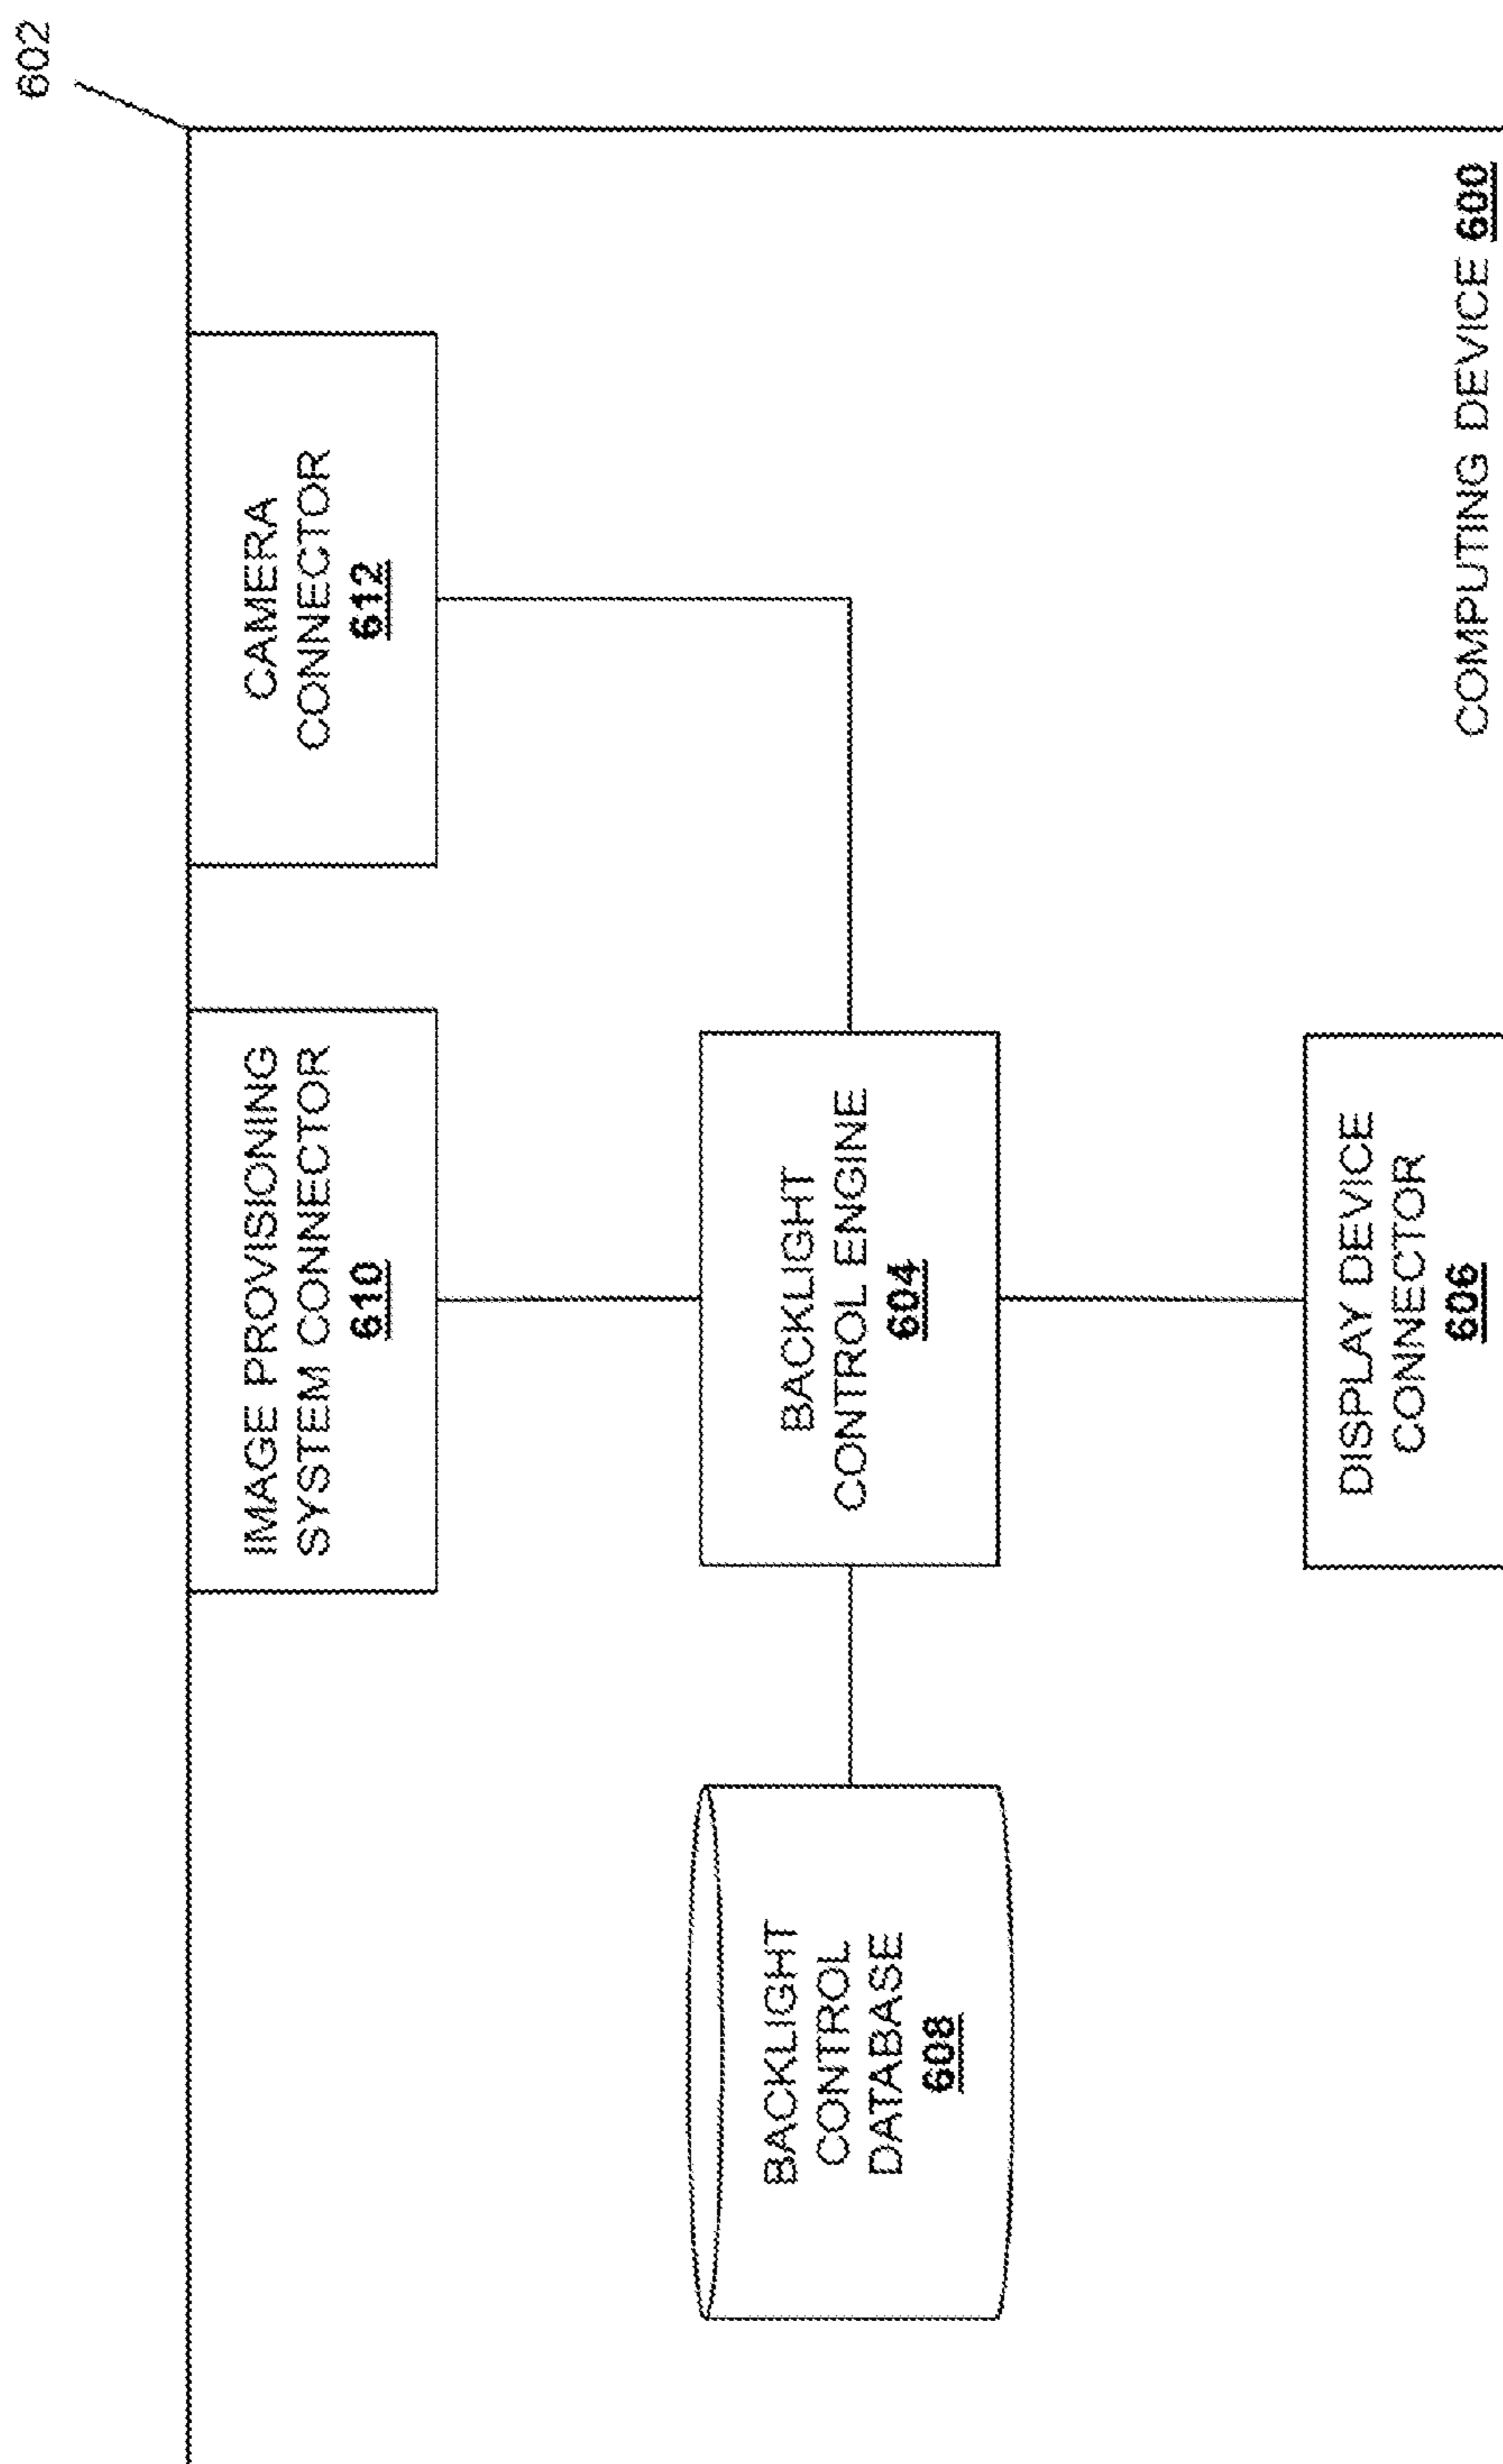 602
IMAGE PROVISIONING
SYSTEM CONNECTOR
610
CAMERA
CONNECTOR
612
BACKLIGHT
CONTROL
DATABASE
608
BACKLIGHT
CONTROL ENGINE
604
DISPLAY DEVICE
CONNECTOR
606
COMPUTING DEVICE 600